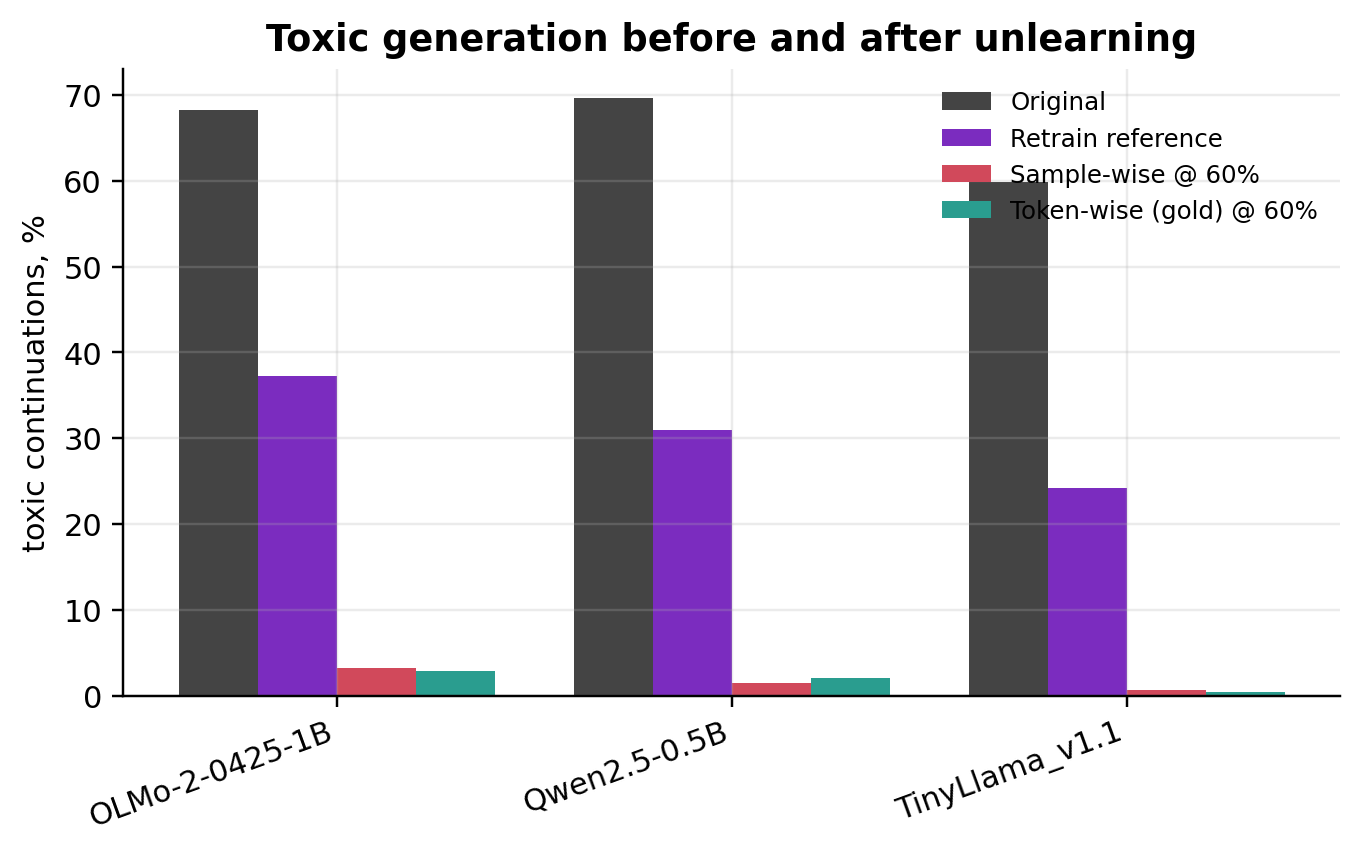 Toxic generation before and after unlearning
toxic continuations, %
70
60
50
40
30
20
10
0
Original
Retrain reference
Sample-wise @ 60%
Token-wise (gold) @ 60%
OLMo-2-0425-1B
Qwen2.5-0.5B
TinyLlama_v1.1